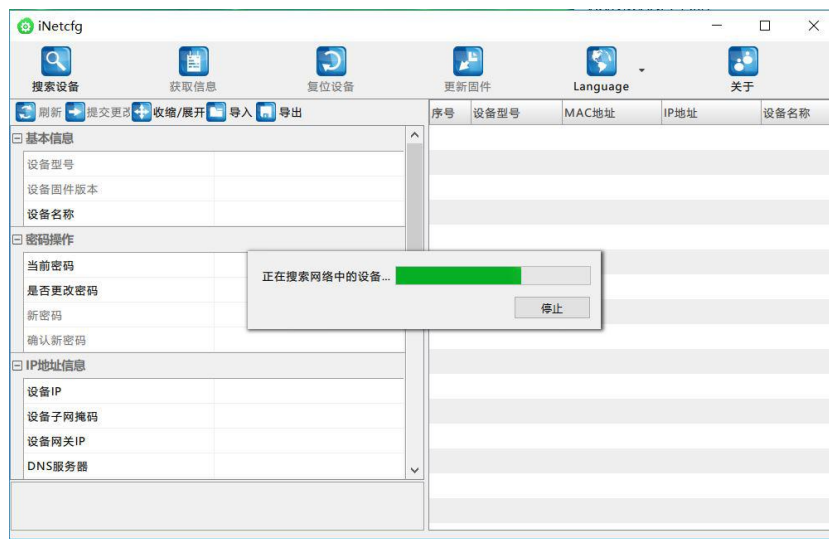 iNetcfg
搜索设备 获取信息 复位设备 更新固件 Language 关于
刷新 提交更改 收缩/展开 导入 导出
序号 设备型号 MAC地址 IP地址 设备名称
基本信息
设备型号
设备固件版本
设备名称
密码操作
当前密码
是否更改密码
新密码
确认新密码
正在搜索网络中的设备...
停止
IP地址信息
设备IP
设备子网掩码
设备网关IP
DNS服务器